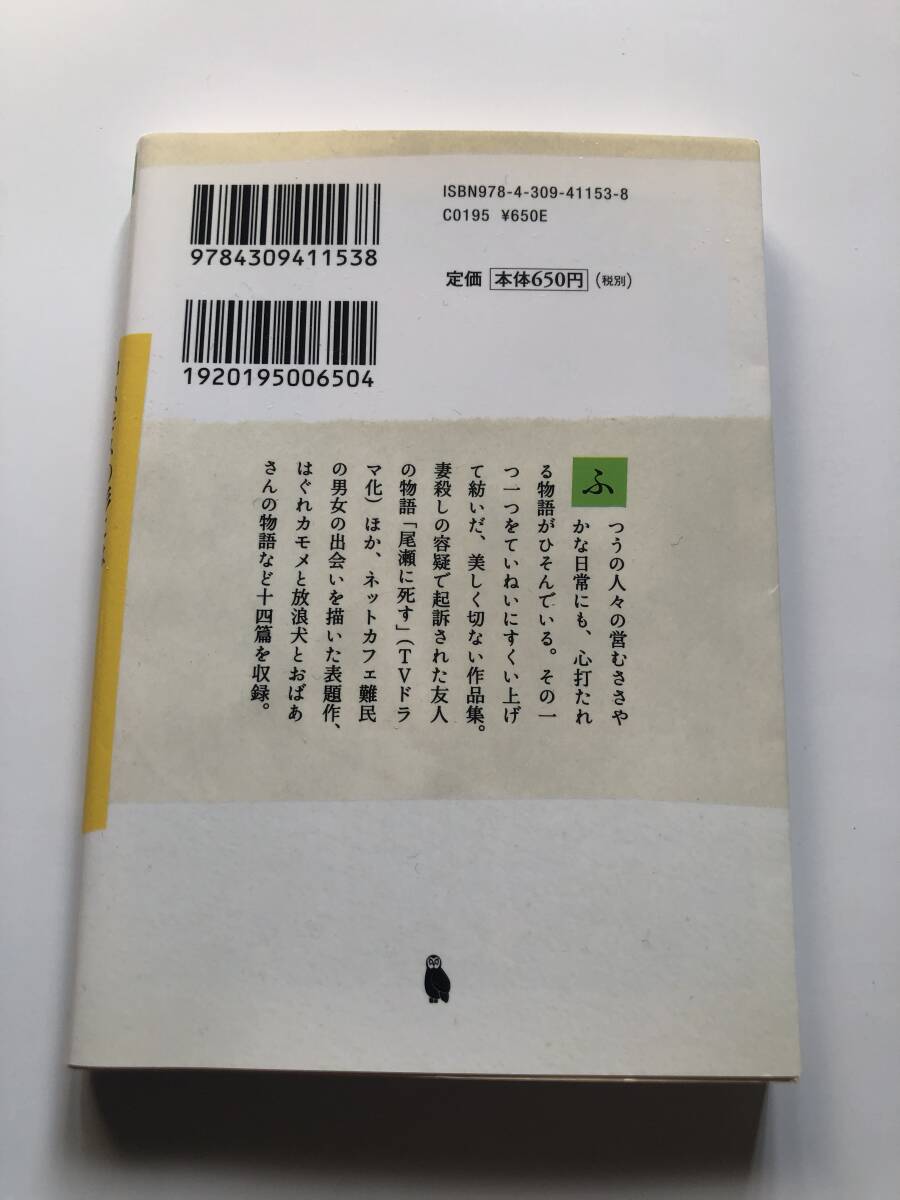 ISBN978-4-309-41153-8
C0195 ¥650E
9784309411538
定価 本体650円(税別)
1920195006504
ふつうの人々の営むささや
かな日常にも、心打たれ
る物語がひそんでいる。その一
つ一つをていねいにすくい上げ
て紡いだ、美しく切ない作品集。
妻殺しの容疑で起訴された友人
の物語「尾瀬に死す」(TVドラ
マ化)ほか、ネットカフェ難民
の男女の出会いを描いた表題作、
はぐれカモメと放浪犬とおばあ
さんの物語など十四篇を収録。